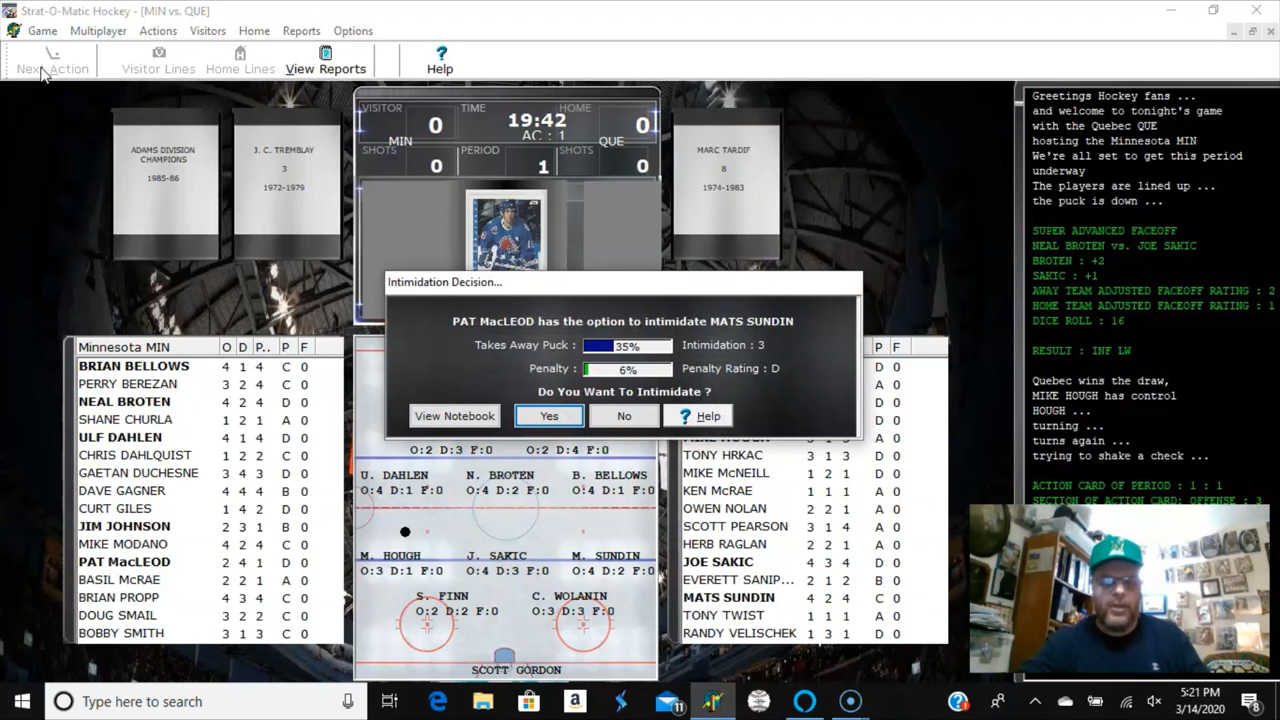 Strat-O-Matic Hockey - [MIN vs. QUE]
Game Multiplayer Actions Visitors Home Reports Options
Next Action Visitor Lines Home Lines View Reports Help
ADAMS DIVISION
CHAMPIONS
1985-86
J. C. TREMBLAY
3
1972-1979
VISITOR TIME HOME
0 19:42 0
AC : 1
MIN QUE
SHOTS PERIOD SHOTS
0 1 0
MARC TARDIF
8
1974-1983
Intimidation Decision...
PAT MacLEOD has the option to intimidate MATS SUNDIN
Takes Away Puck : 35% Intimidation : 3
Penalty : 6% Penalty Rating : D
Do You Want To Intimidate ?
View Notebook Yes No Help
Minnesota MIN O D P.. P F
BRIAN BELLOWS 4 1 4 C 0
PERRY BEREZAN 3 2 4 C 0
NEAL BROTEN 4 2 4 D 0
SHANE CHURLA 1 2 1 A 0
ULF DAHLEN 4 1 4 D 0
CHRIS DAHLQUIST 1 2 2 C 0
GAETAN DUCHESNE 3 4 3 D 0
DAVE GAGNER 4 4 4 B 0
CURT GILES 1 4 2 D 0
JIM JOHNSON 2 3 1 B 0
MIKE MODANO 4 2 4 C 0
PAT MacLEOD 2 4 1 D 0
BASIL McRAE 2 2 1 A 0
BRIAN PROPP 4 3 4 C 0
DOUG SMAIL 3 1 2 C 0
BOBBY SMITH 3 1 3 C 0
O:2 D:3 F:0 O:2 D:4 F:0
U. DAHLEN N. BROTEN B. BELLOWS
O:4 D:1 F:0 O:4 D:2 F:0 O:4 D:1 F:0
M. HOUGH J. SAKIC M. SUNDIN
O:3 D:1 F:0 O:4 D:3 F:0 O:4 D:2 F:0
S. FINN C. WOLANIN
O:2 D:2 F:0 O:3 D:3 F:0
SCOTT GORDON
P F
D 0
A 0
D 0
A 0
MIKE HOUGH 3 1 3 D 0
TONY HRKAC 3 1 3 D 0
MIKE McNEILL 2 1 1 A 0
KEN McRAE 2 1 1 A 0
OWEN NOLAN 2 2 1 A 0
SCOTT PEARSON 3 1 4 A 0
HERB RAGLAN 2 2 1 A 0
JOE SAKIC 4 3 4 D 0
EVERETT SANIP... 2 1 2 B 0
MATS SUNDIN 4 2 4 C 0
TONY TWIST 1 1 1 A 0
RANDY VELISCHEK 1 3 1 D 0
Greetings Hockey fans ...
and welcome to tonight's game
with the Quebec QUE
hosting the Minnesota MIN
We're all set to get this period
underway
The players are lined up ...
the puck is down ...
SUPER ADVANCED FACEOFF
NEAL BROTEN vs. JOE SAKIC
BROTEN : +2
SAKIC : +1
AWAY TEAM ADJUSTED FACEOFF RATING : 2
HOME TEAM ADJUSTED FACEOFF RATING : 1
DICE ROLL : 16
RESULT : INF LW
Quebec wins the draw,
MIKE HOUGH has control
HOUGH ...
turning ...
turns again ...
trying to shake a check ...
ACTION CARD OF PERIOD : 1 : 1
SECTION OF ACTION CARD: OFFENSE : 3
Type here to search
11
5:21 PM
3/14/2020
8